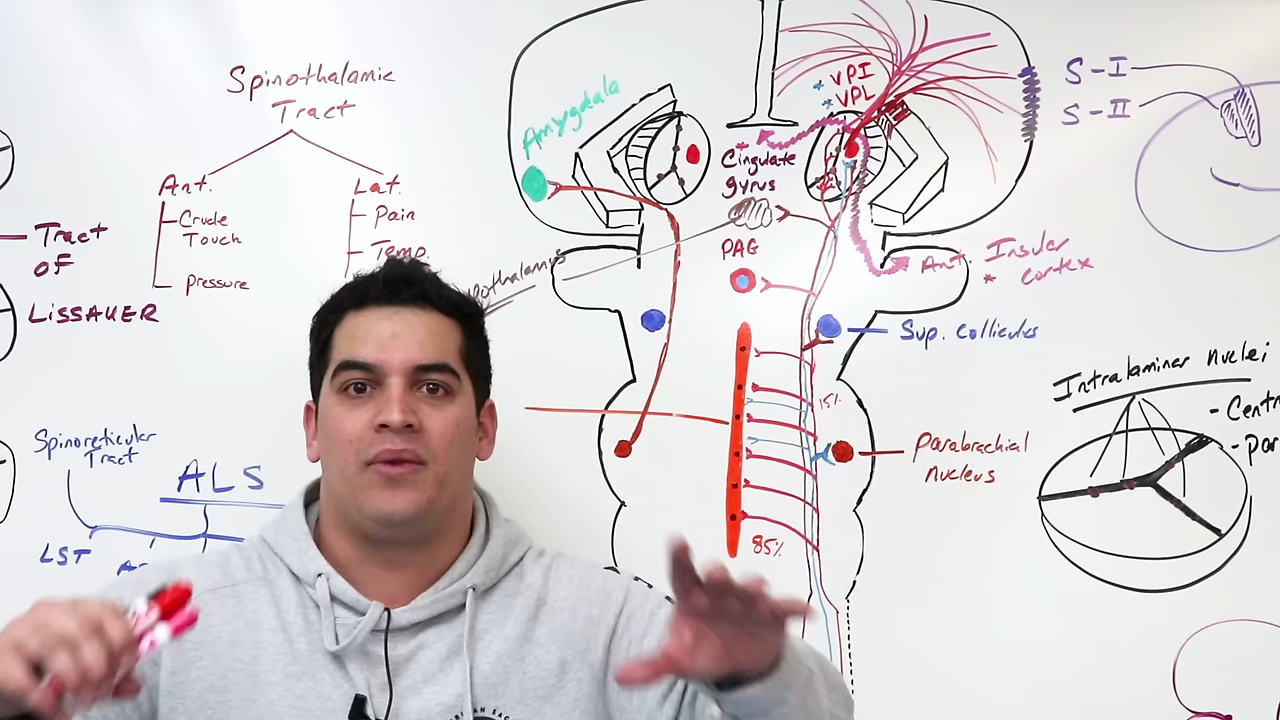 Spinothalamic
Tract
Ant.
Crude
Touch
pressure
Lat.
Pain
Temp.
Tract
OF
LISSAUER
Spinoreticular
Tract
ALS
LST
Amygdala
* VPI
* VPL
Cingulate
gyrus
PAG
85%
15%
Ant. Insular
* cortex
Sup. colliculus
Parabrachial
nucleus
S-I
S-II
Intralaminar nuclei